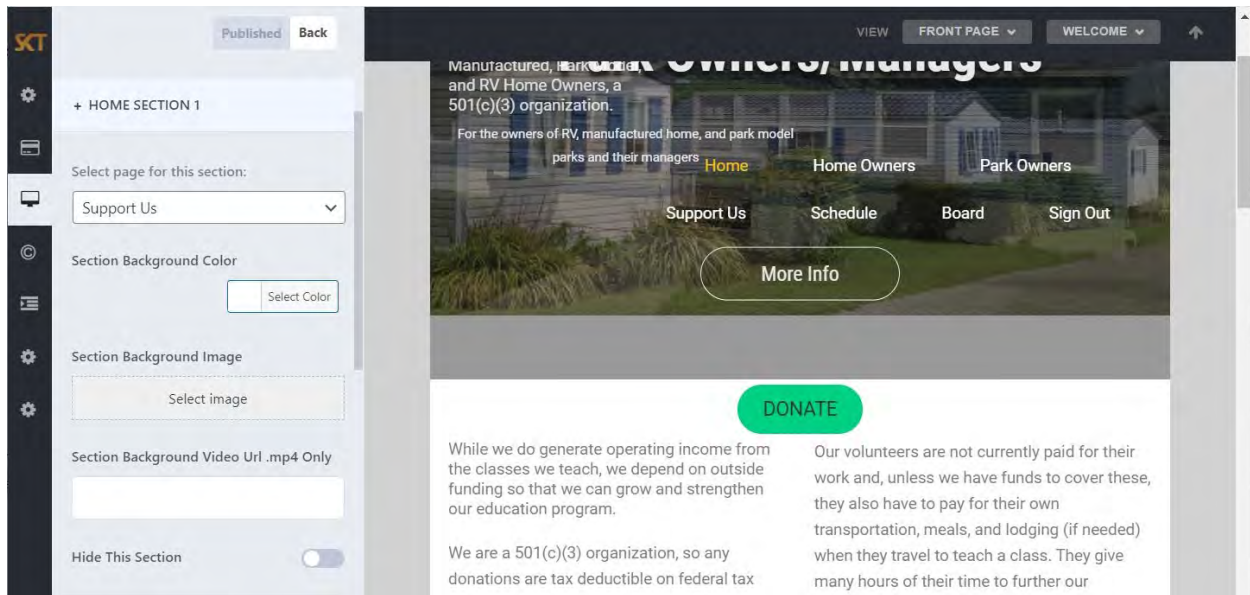 SKT
Published Back
+ HOME SECTION 1
Select page for this section:
Support Us
Section Background Color
Select Color
Section Background Image
Select image
Section Background Video Url .mp4 Only
Hide This Section
VIEW FRONT PAGE WELCOME
Park Owners/Managers
Manufactured, Park Model,
and RV Home Owners, a
501(c)(3) organization.
For the owners of RV, manufactured home, and park model
parks and their managers
Home Home Owners Park Owners
Support Us Schedule Board Sign Out
More Info
DONATE
While we do generate operating income from
the classes we teach, we depend on outside
funding so that we can grow and strengthen
our education program.
We are a 501(c)(3) organization, so any
donations are tax deductible on federal tax
Our volunteers are not currently paid for their
work and, unless we have funds to cover these,
they also have to pay for their own
transportation, meals, and lodging (if needed)
when they travel to teach a class. They give
many hours of their time to further our